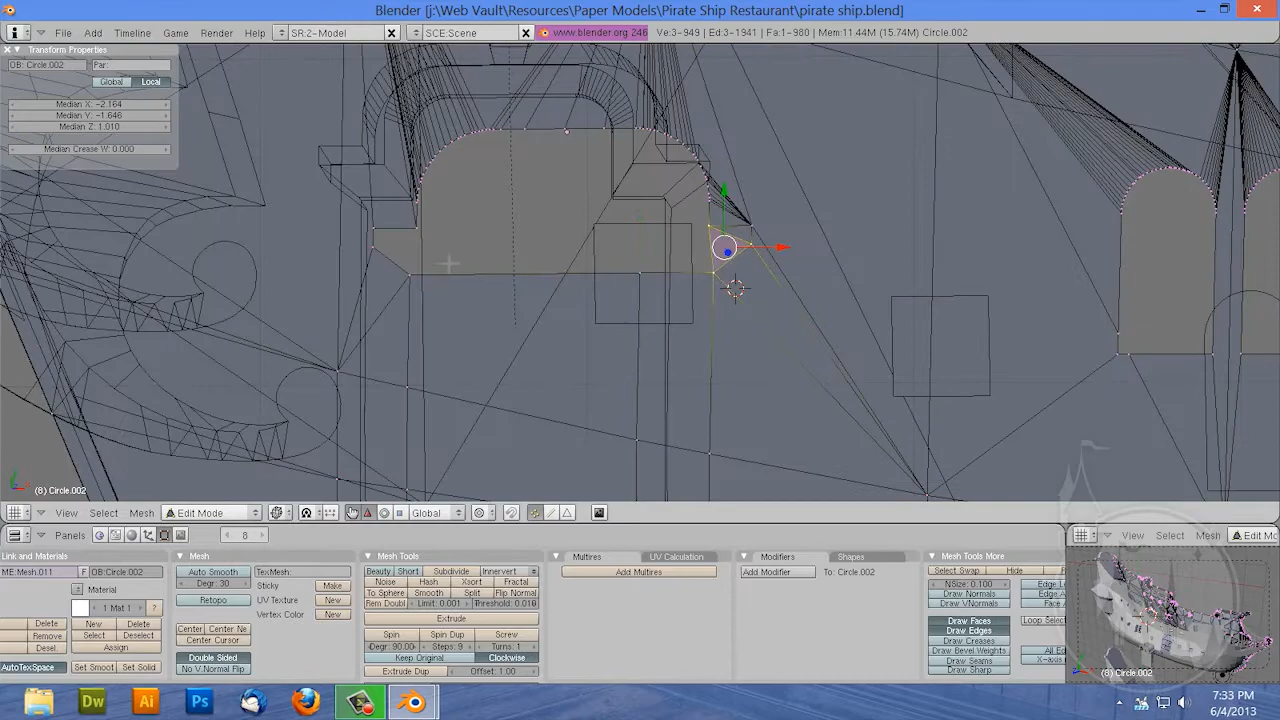 Blender [j:\Web Vault\Resources\Paper Models\Pirate Ship Restaurant\pirate ship.blend]
File Add Timeline Game Render Help SR:2-Model SCE:Scene www.blender.org 246 Ve:3-949 | Ed:3-1941 | Fa:1-980 | Mem:11.44M (15.74M) Circle.002
Transform Properties
OB: Circle.002 Par:
Global Local
Median X: -2.164
Median Y: -1.646
Median Z: 1.010
Median Crease W: 0.000
(8) Circle.002
View Select Mesh Edit Mode Global
Panels 8 View Select Mesh Edit Mo
Link and Materials Mesh Mesh Tools Multires UV Calculation Modifiers Shapes Mesh Tools More
ME:Mesh.011 F OB:Circle.002 Auto Smooth TexMesh: Beauty Short Subdivide Innervert Add Multires Add Modifier To: Circle.002 Select Swap Hide
Degr: 30 Sticky Make Noise Hash Xsort Fractal NSize: 0.100
Material Retopo UV Texture New To Sphere Smooth Split Flip Normal Draw Normals
1 Mat 1 ? Vertex Color New Rem Doubl Limit: 0.001 Threshold: 0.010 Draw VNormals
Extrude
Delete New Delete Center Center Ne Spin Spin Dup Screw Draw Faces Loop Selec
Remove Select Deselect Center Cursor Degr: 90.00 Steps: 9 Turns: 1 Draw Edges
Desel. Assign Double Sided Keep Original Clockwise Draw Creases
AutoTexSpace Set Smoot Set Solid No V.Normal Flip Extrude Dup Offset: 1.00 Draw Bevel Weights
Draw Seams X-axis
Draw Sharp
(8) Circle.002
Dw Ai Ps
7:33 PM
6/4/2013